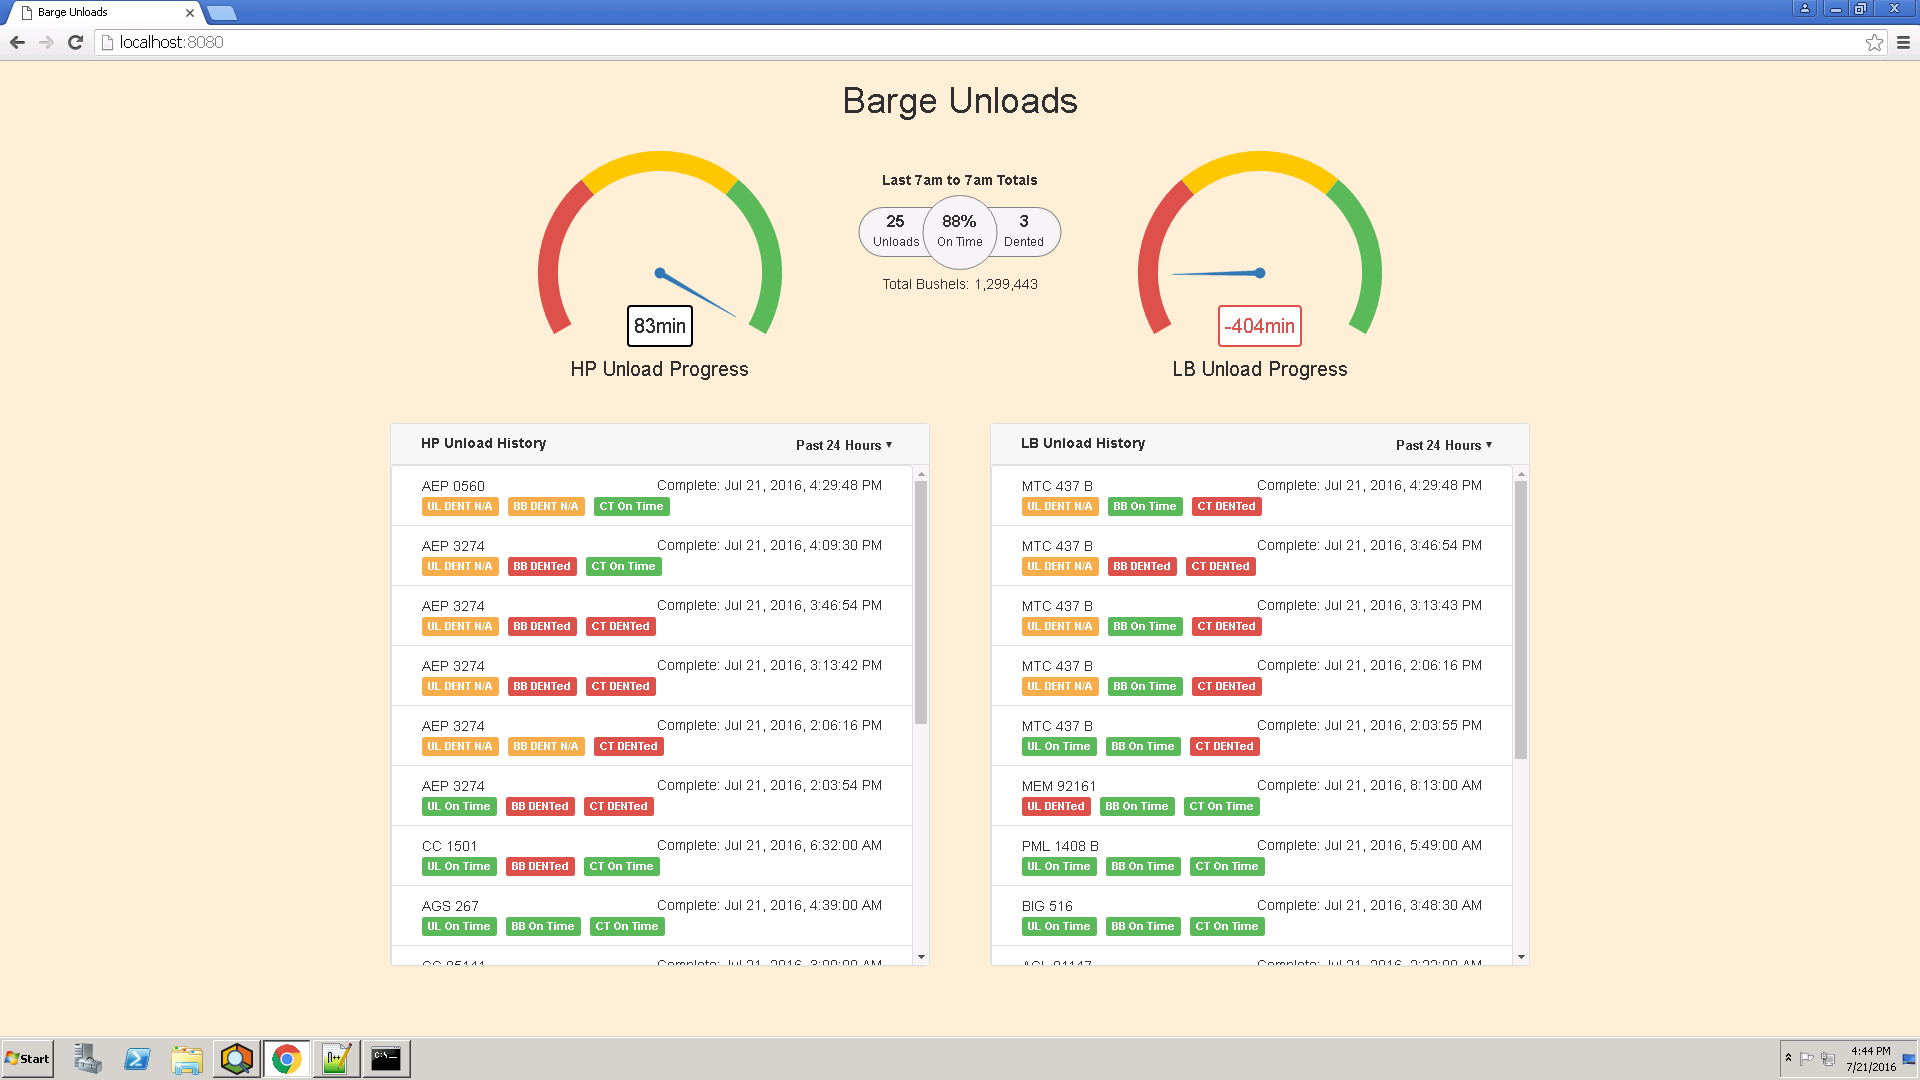 Barge Unloads
localhost:8080
Barge Unloads
83min
HP Unload Progress
Last 7am to 7am Totals
25 88% 3
Unloads On Time Dented
Total Bushels: 1,299,443
-404min
LB Unload Progress
HP Unload History Past 24 Hours ▼
AEP 0560 Complete: Jul 21, 2016, 4:29:48 PM
UL DENT N/A BB DENT N/A CT On Time
AEP 3274 Complete: Jul 21, 2016, 4:09:30 PM
UL DENT N/A BB DENTed CT On Time
AEP 3274 Complete: Jul 21, 2016, 3:46:54 PM
UL DENT N/A BB DENTed CT DENTed
AEP 3274 Complete: Jul 21, 2016, 3:13:42 PM
UL DENT N/A BB DENTed CT DENTed
AEP 3274 Complete: Jul 21, 2016, 2:06:16 PM
UL DENT N/A BB DENT N/A CT DENTed
AEP 3274 Complete: Jul 21, 2016, 2:03:54 PM
UL On Time BB DENTed CT DENTed
CC 1501 Complete: Jul 21, 2016, 6:32:00 AM
UL On Time BB DENTed CT On Time
AGS 267 Complete: Jul 21, 2016, 4:39:00 AM
UL On Time BB On Time CT On Time
Complete: Jul 21, 2016, 3:00:00 AM
LB Unload History Past 24 Hours ▼
MTC 437 B Complete: Jul 21, 2016, 4:29:48 PM
UL DENT N/A BB On Time CT DENTed
MTC 437 B Complete: Jul 21, 2016, 3:46:54 PM
UL DENT N/A BB DENTed CT DENTed
MTC 437 B Complete: Jul 21, 2016, 3:13:43 PM
UL DENT N/A BB On Time CT DENTed
MTC 437 B Complete: Jul 21, 2016, 2:06:16 PM
UL DENT N/A BB On Time CT DENTed
MTC 437 B Complete: Jul 21, 2016, 2:03:55 PM
UL On Time BB On Time CT DENTed
MEM 92161 Complete: Jul 21, 2016, 8:13:00 AM
UL DENTed BB On Time CT On Time
PML 1408 B Complete: Jul 21, 2016, 5:49:00 AM
UL On Time BB On Time CT On Time
BIG 516 Complete: Jul 21, 2016, 3:48:30 AM
UL On Time BB On Time CT On Time
Complete: Jul 21, 2016,
Start
4:44 PM
7/21/2016